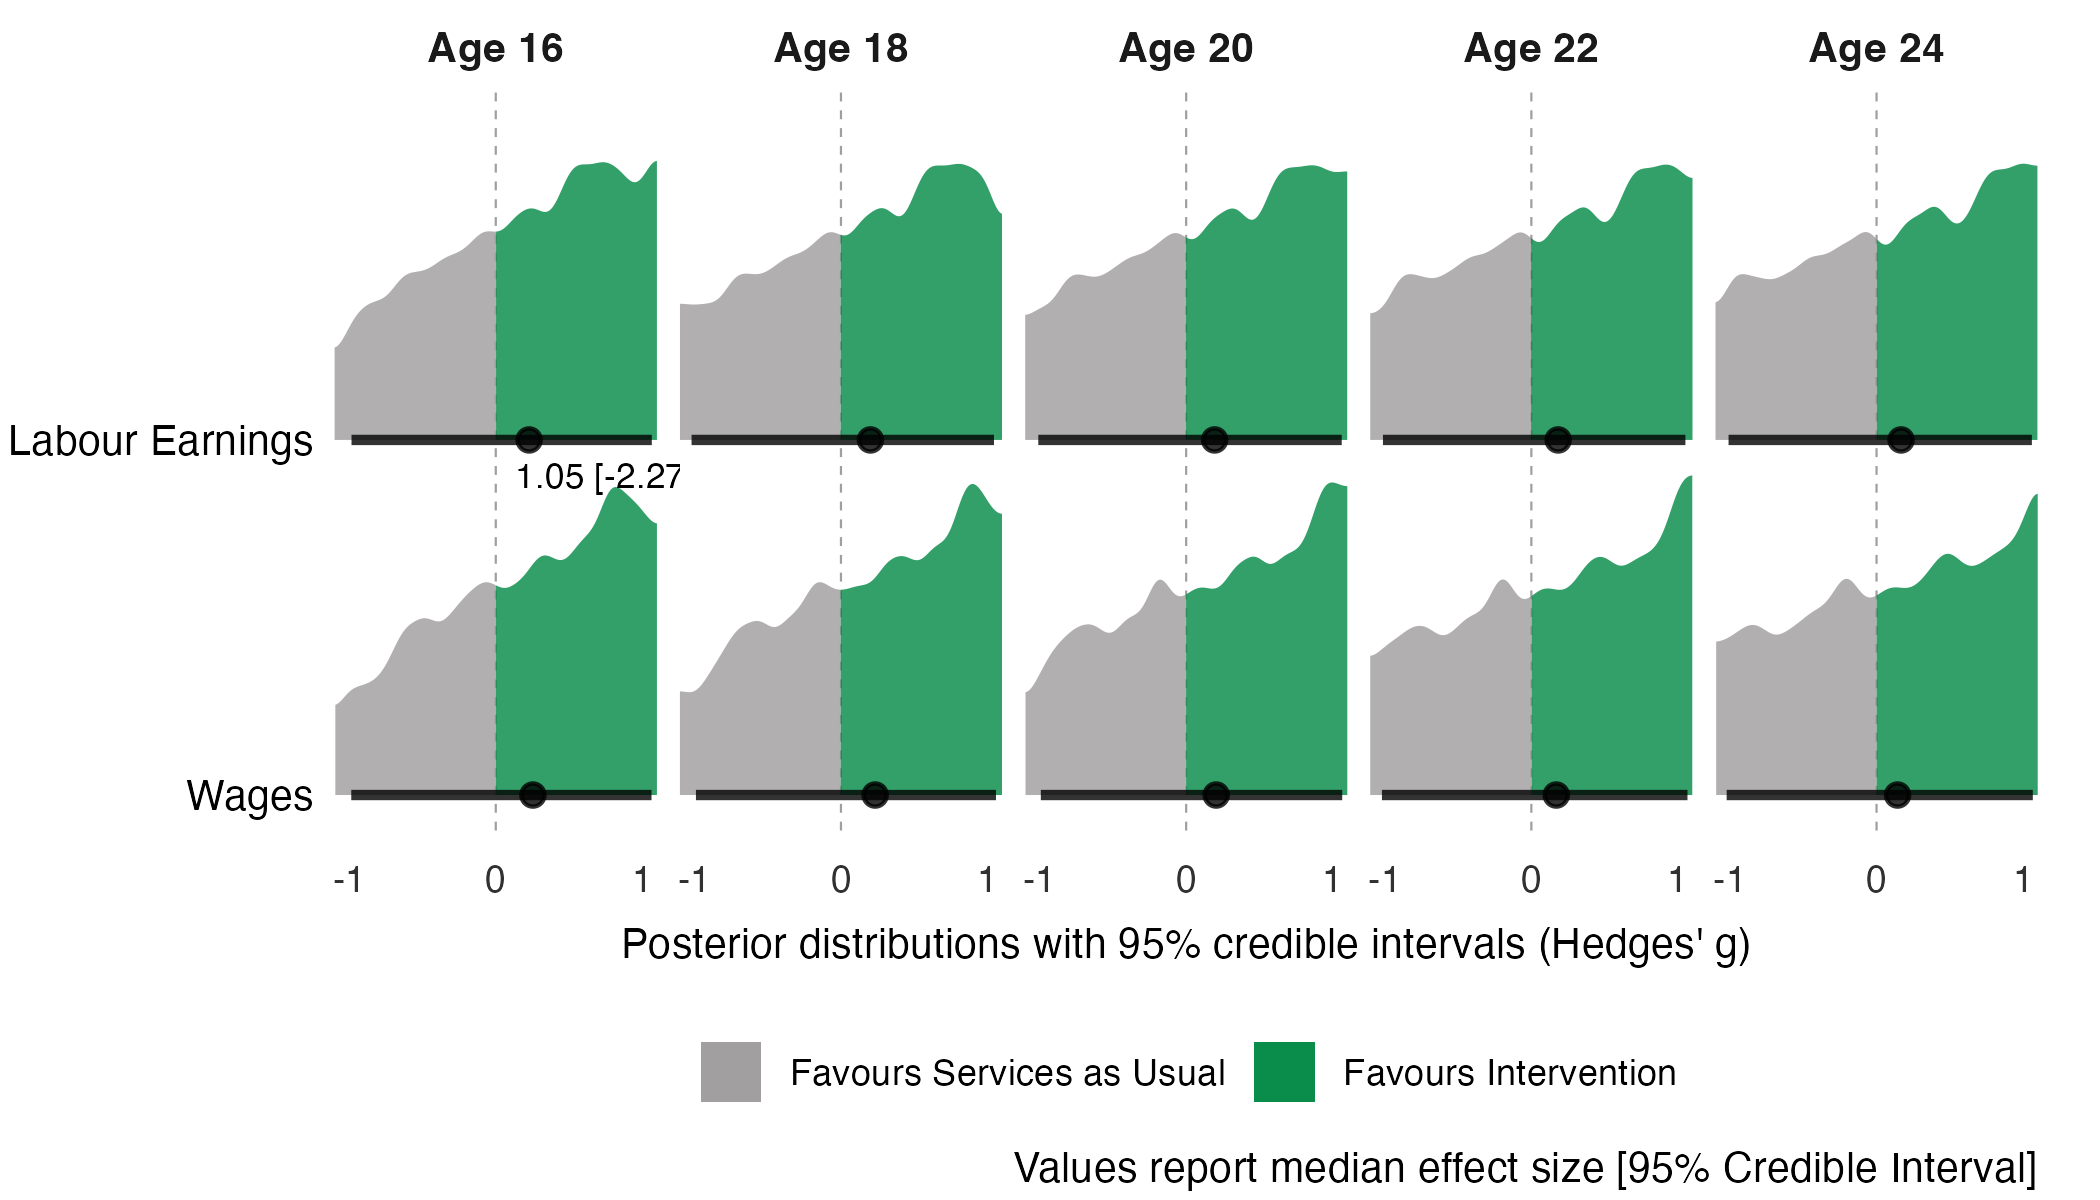 Age 16 Age 18 Age 20 Age 22 Age 24
Labour Earnings
1.05 [-2.27
Wages
-1 0 1 -1 0 1 -1 0 1 -1 0 1 -1 0 1
Posterior distributions with 95% credible intervals (Hedges' g)
Favours Services as Usual Favours Intervention
Values report median effect size [95% Credible Interval]